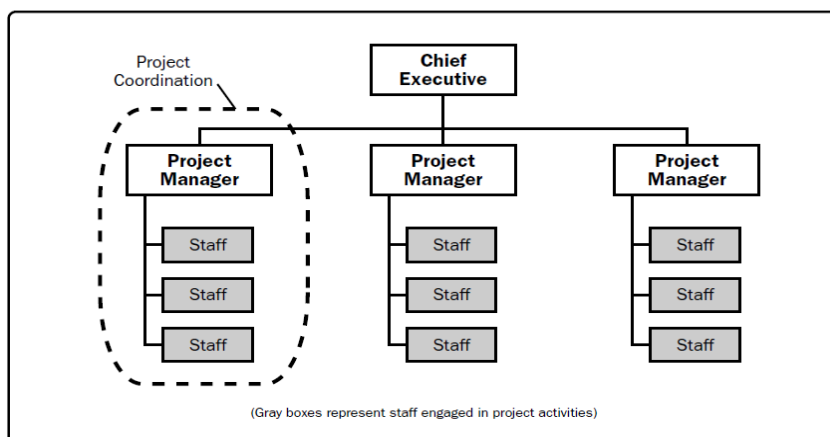 Project
Coordination
Chief
Executive
Project
Manager
Project
Manager
Project
Manager
Staff
Staff
Staff
Staff
Staff
Staff
Staff
Staff
Staff
(Gray boxes represent staff engaged in project activities)